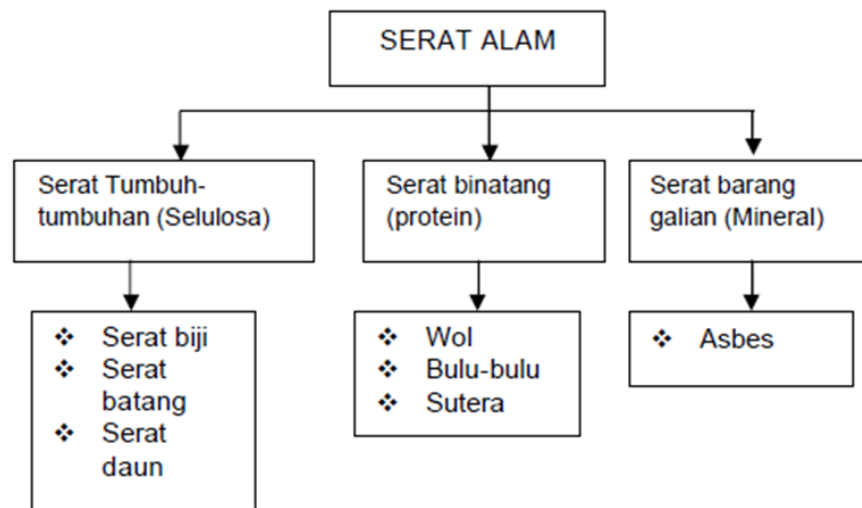 SERAT ALAM
Serat Tumbuh-
tumbuhan (Selulosa)
Serat binatang
(protein)
Serat barang
galian (Mineral)
❖ Serat biji
❖ Serat
batang
❖ Serat
daun
❖ Wol
❖ Bulu-bulu
❖ Sutera
❖ Asbes